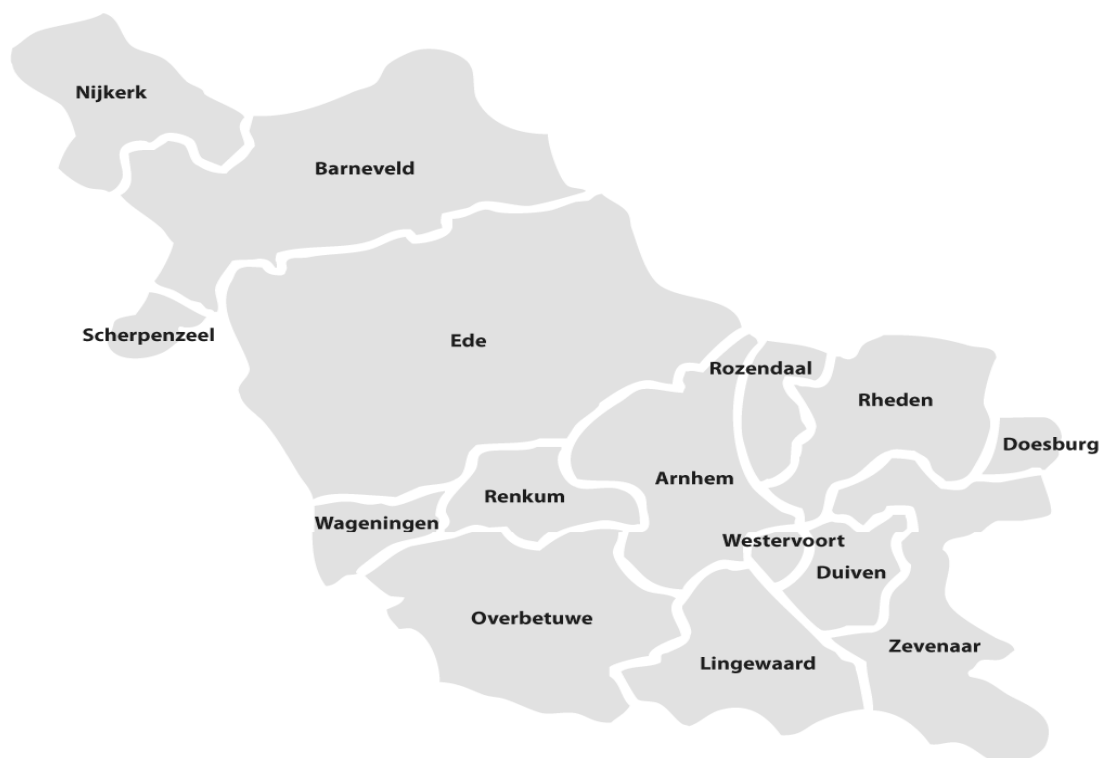 Nijkerk
Barneveld
Scherpenzeel
Ede
Rozendaal
Rheden
Doesburg
Arnhem
Renkum
Wageningen
Westervoort
Duiven
Overbetuwe
Zevenaar
Lingewaard